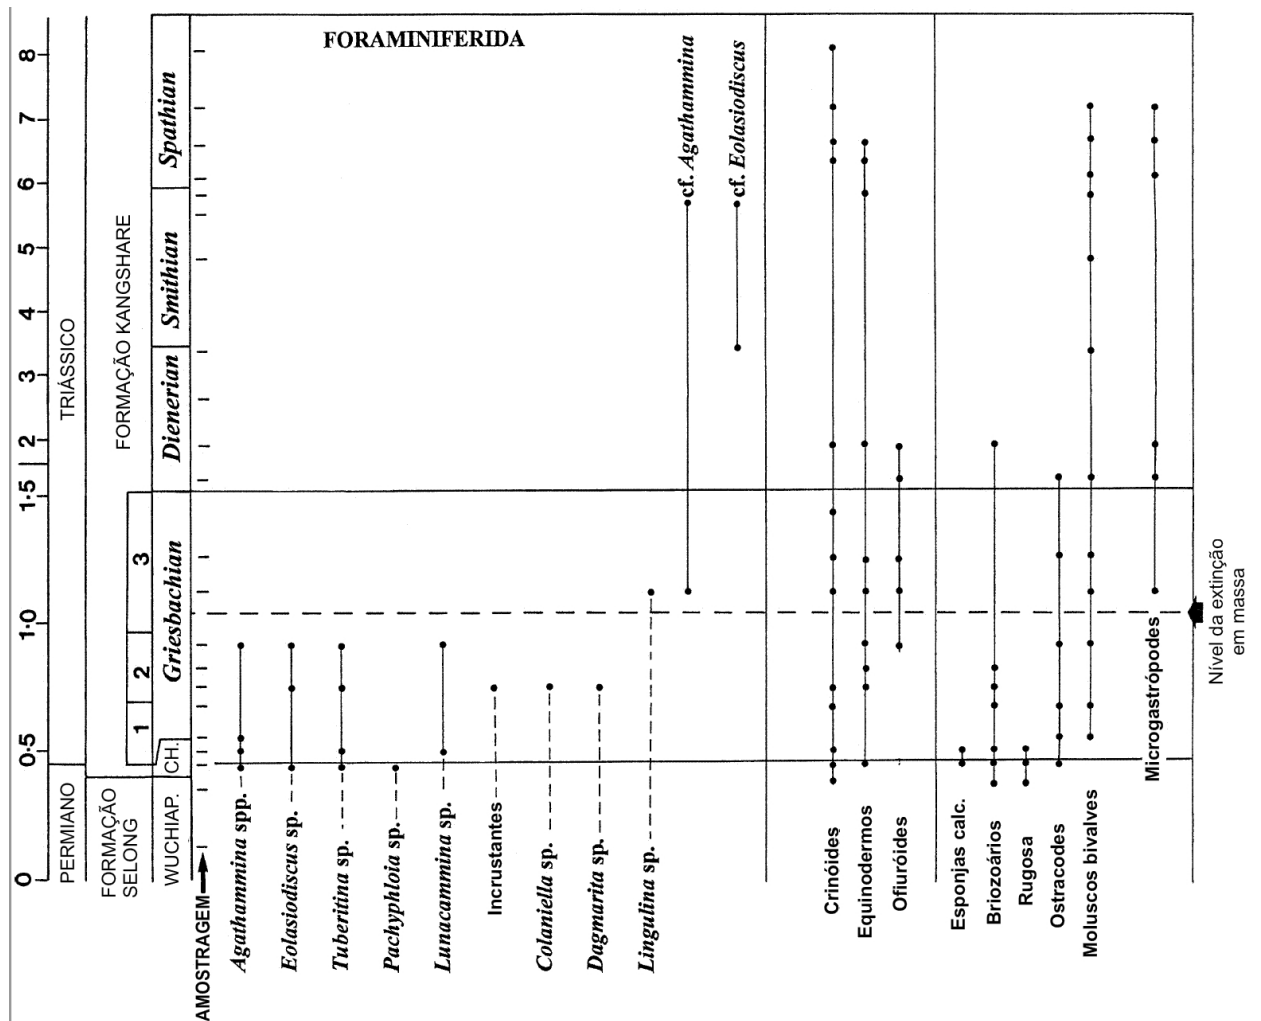 FORAMINIFERIDA
8
7
6
5
4
3
2
1·5
1·0
0·5
0
TRIÁSSICO
PERMIANO
FORMAÇÃO KANGSHARE
FORMAÇÃO
SELONG
3
2
1
Spathian
Smithian
Dienerian
Griesbachian
CH.
WUCHIAP.
AMOSTRAGEM
Agathammina spp.
Eolasiodiscus sp.
Tuberitina sp.
Pachyphloia sp.
Lunacammina sp.
Incrustantes
Colaniella sp.
Dagmarita sp.
Lingulina sp.
cf. Agathammina
cf. Eolasiodiscus
Crinóides
Equinodermos
Ofiuróides
Esponjas calc.
Briozoários
Rugosa
Ostracodes
Moluscos bivalves
Microgastrópodes
Nível da extinção
em massa